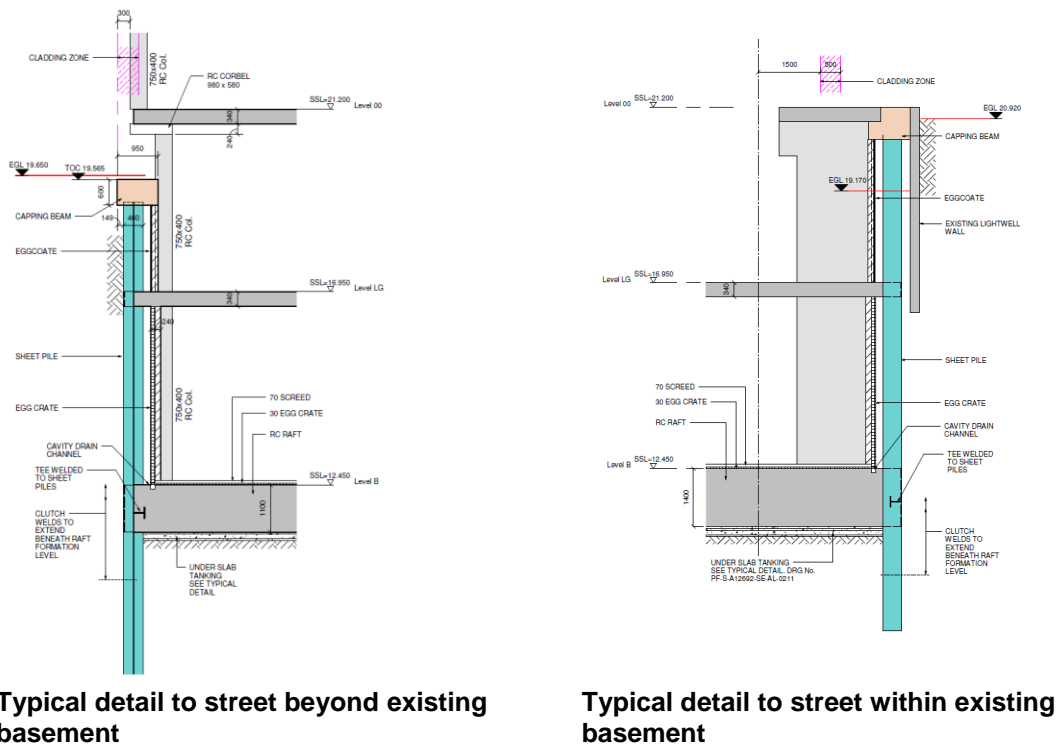 300
CLADDING ZONE
750x400
RC Col.
RC CORBEL
980 x 580
SSL=21.200
Level 00
340
240
950
EGL 19.650
TOC 19.565
600
CAPPING BEAM
149
460
750x400
RC Col.
EGGCOATE
SSL=16.950
Level LG
340
240
SHEET PILE
750x400
RC Col.
70 SCREED
30 EGG CRATE
EGG CRATE
RC RAFT
CAVITY DRAIN
CHANNEL
SSL=12.450
Level B
TEE WELDED
TO SHEET
PILES
1100
CLUTCH
WELDS TO
EXTEND
BENEATH RAFT
FORMATION
LEVEL
UNDER SLAB
TANKING
SEE TYPICAL
DETAIL
Typical detail to street beyond existing
basement
1500
500
CLADDING ZONE
SSL=21.200
Level 00
EGL 20.920
CAPPING BEAM
EGL 19.170
EGGCOATE
EXISTING LIGHTWELL
WALL
SSL=16.950
Level LG
340
SHEET PILE
70 SCREED
30 EGG CRATE
EGG CRATE
RC RAFT
CAVITY DRAIN
CHANNEL
SSL=12.450
Level B
TEE WELDED
TO SHEET
PILES
1400
CLUTCH
WELDS TO
EXTEND
BENEATH RAFT
FORMATION
LEVEL
UNDER SLAB TANKING
SEE TYPICAL DETAIL. DRG No.
PF-S-A12692-SE-AL-0211
Typical detail to street within existing
basement